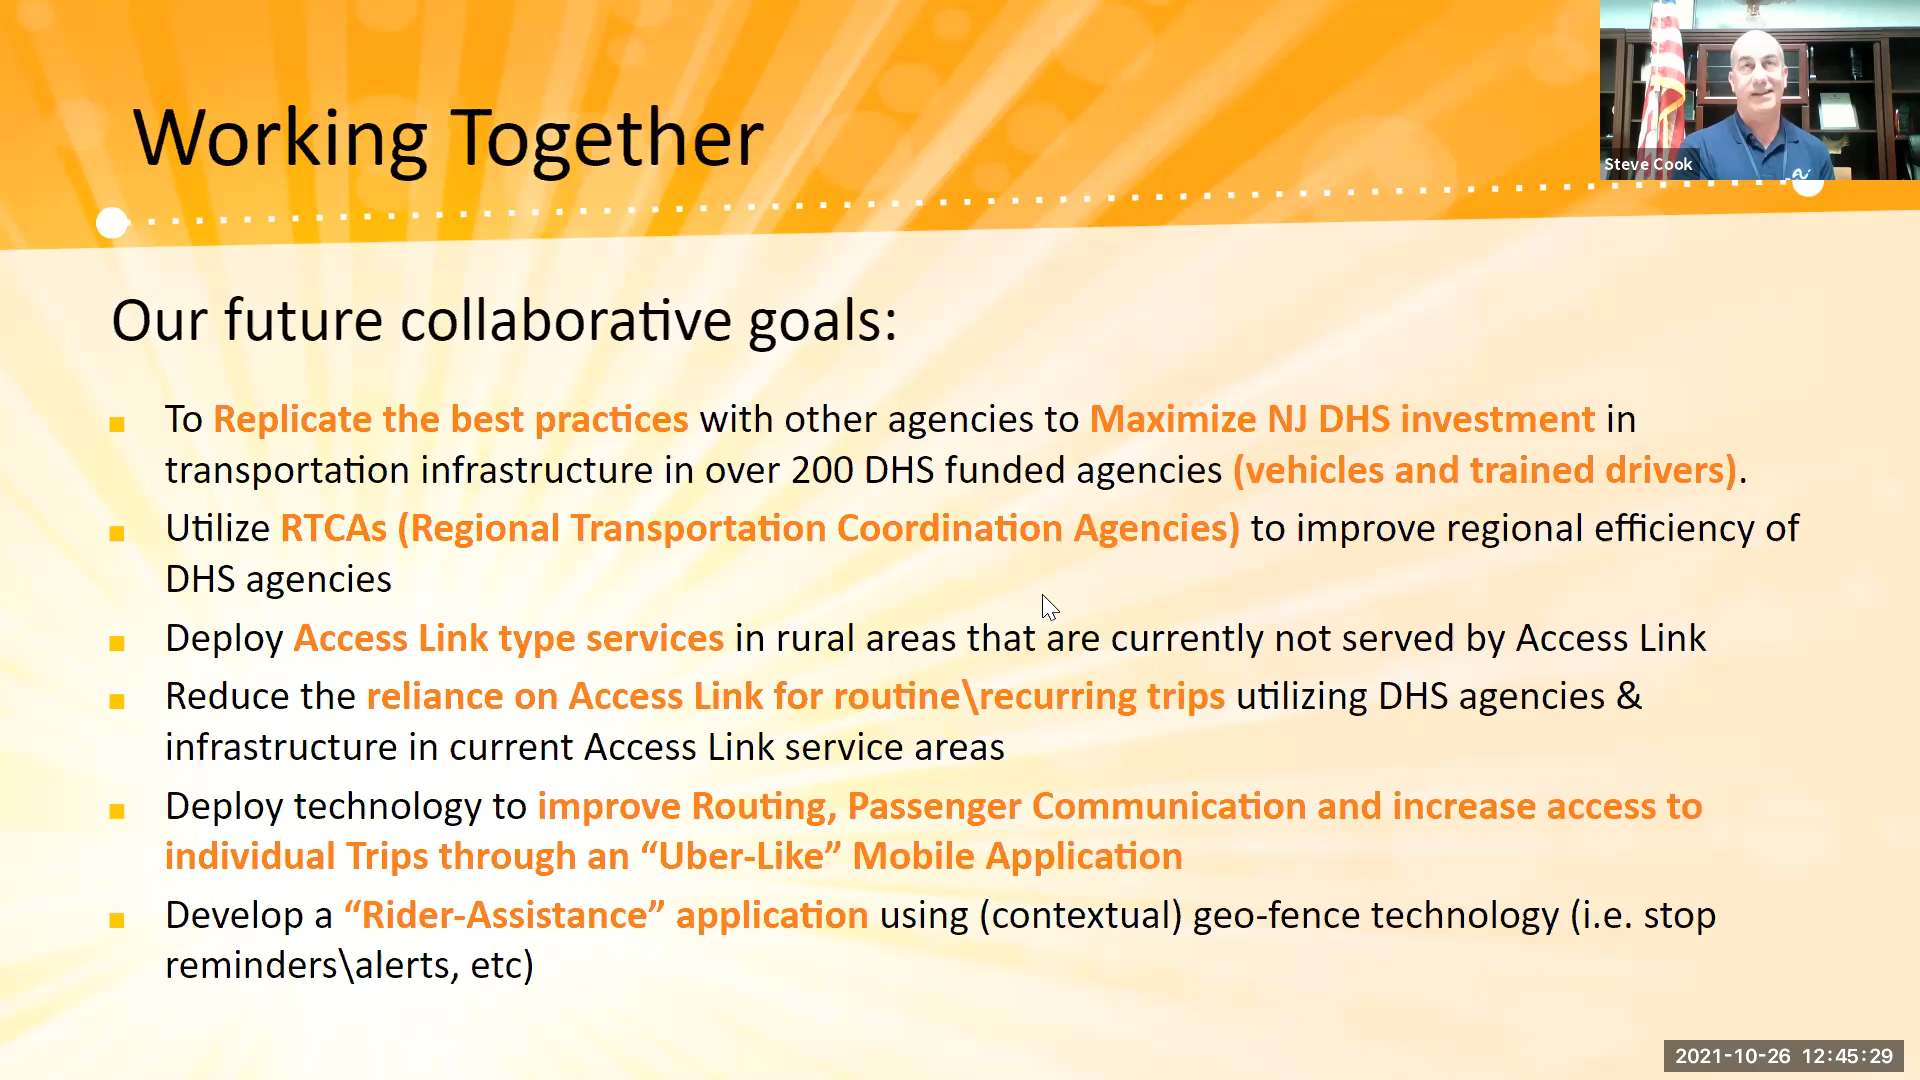 Working Together
Steve Cook
Our future collaborative goals:
To Replicate the best practices with other agencies to Maximize NJ DHS investment in
transportation infrastructure in over 200 DHS funded agencies (vehicles and trained drivers).
Utilize RTCAs (Regional Transportation Coordination Agencies) to improve regional efficiency of
DHS agencies
Deploy Access Link type services in rural areas that are currently not served by Access Link
Reduce the reliance on Access Link for routine\recurring trips utilizing DHS agencies &
infrastructure in current Access Link service areas
Deploy technology to improve Routing, Passenger Communication and increase access to
individual Trips through an “Uber-Like” Mobile Application
Develop a “Rider-Assistance” application using (contextual) geo-fence technology (i.e. stop
reminders\alerts, etc)
2021-10-26 12:45:29